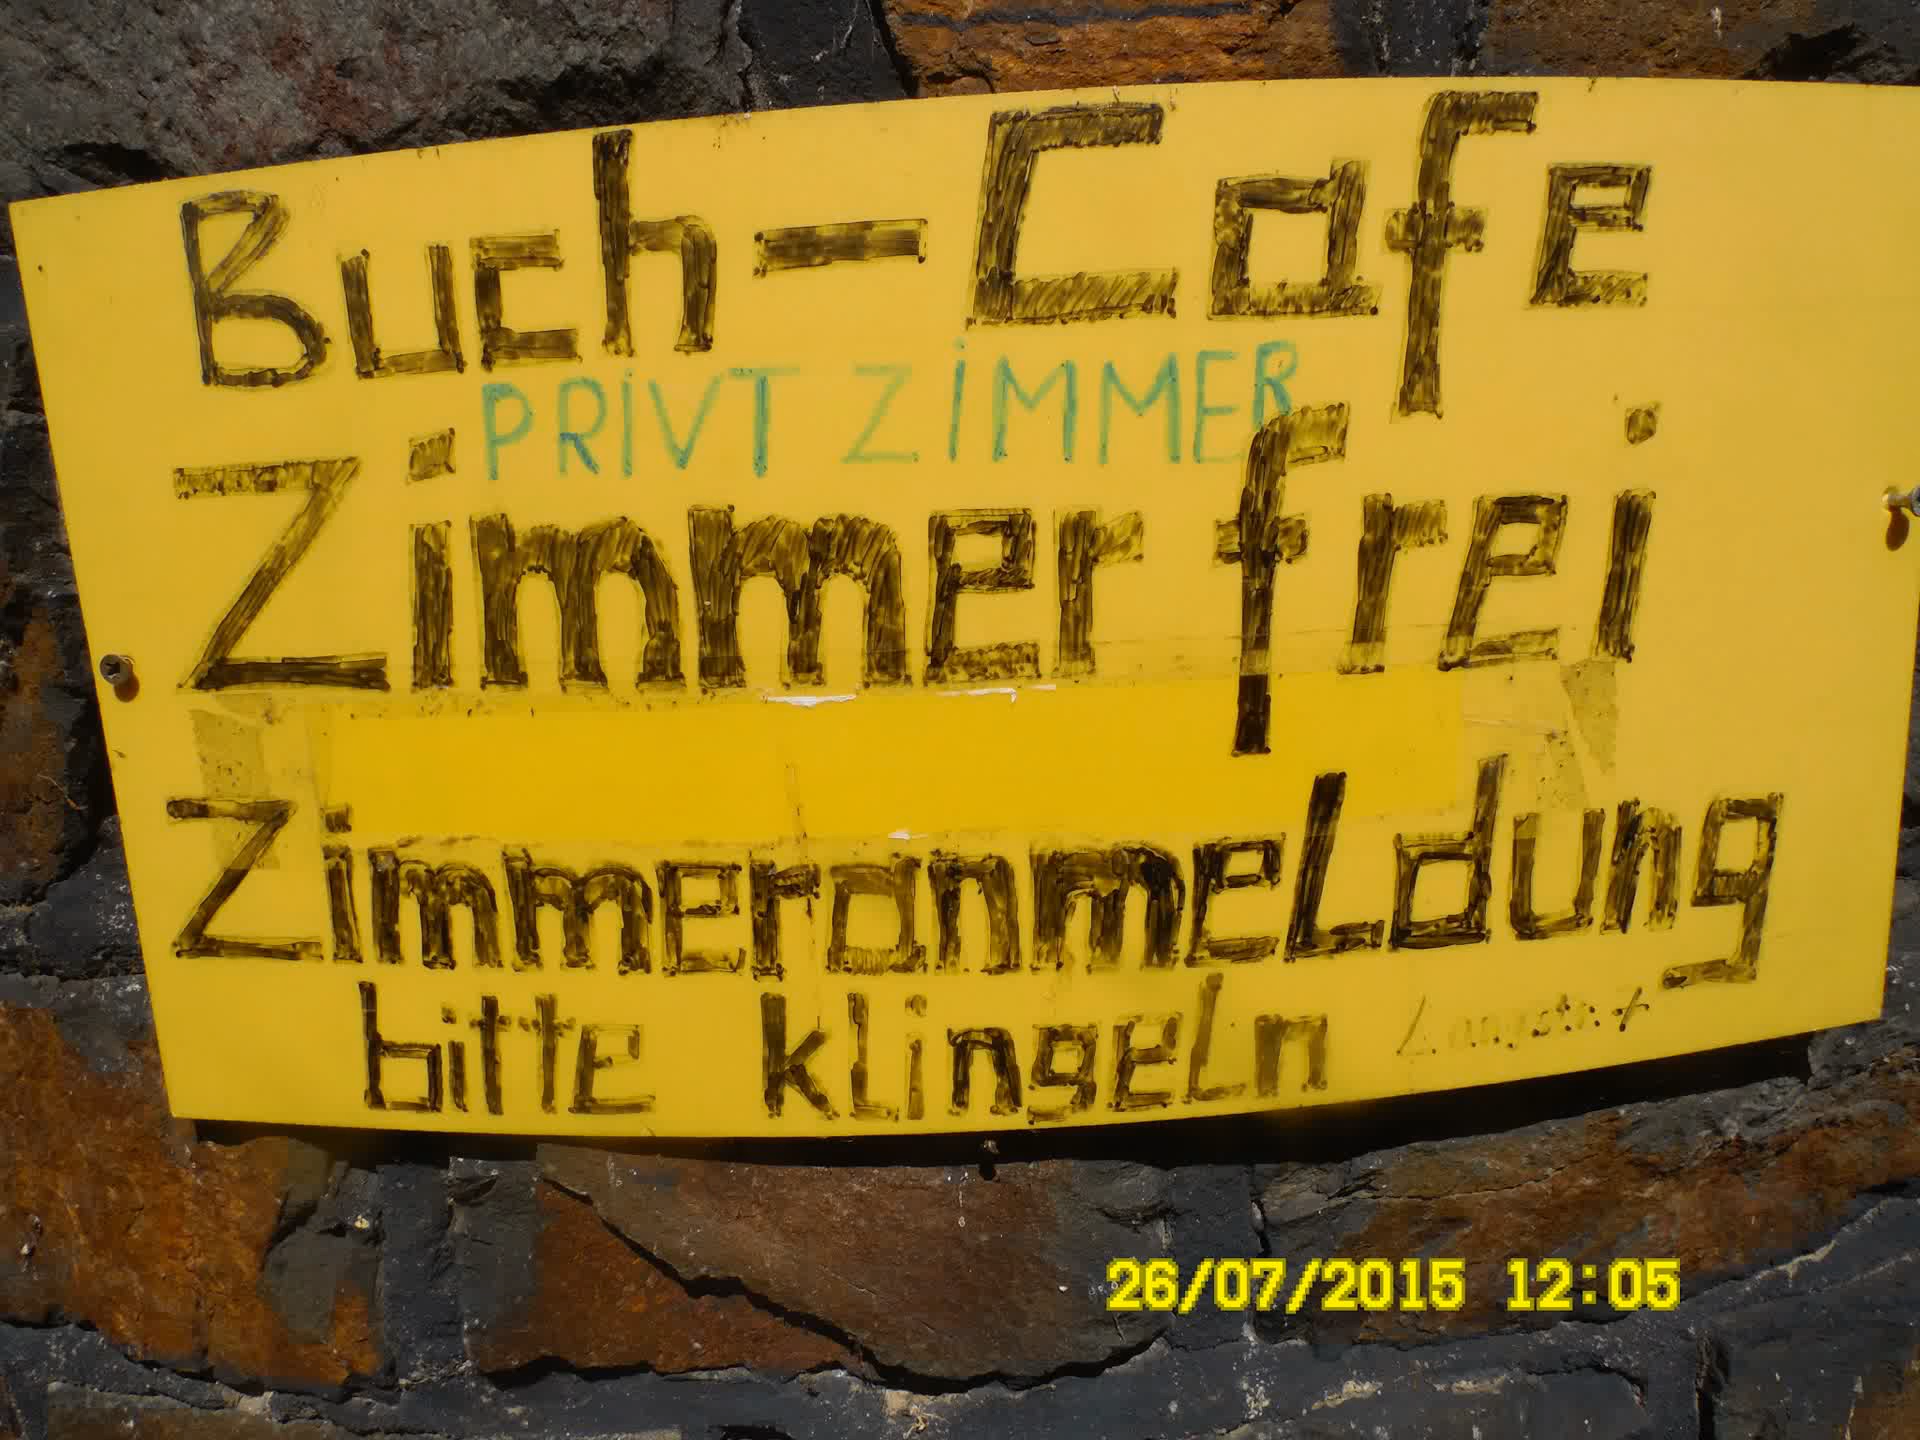 Buch-Cafe
PRIVT ZIMMER
Zimmer frei
Zimmeranmeldung
bitte klingeln
26/07/2015 12:05